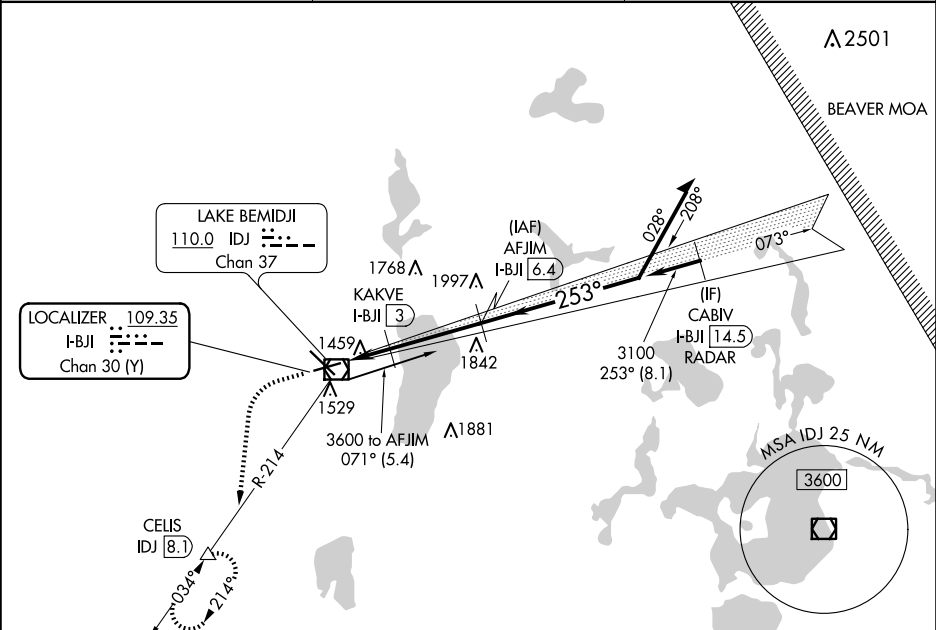 2501
BEAVER MOA
LAKE BEMIDJI
110.0 IDJ
Chan 37
LOCALIZER 109.35
I-BJI
Chan 30 (Y)
(IAF)
AFJIM
I-BJI 6.4
028°
208°
073°
1768
1997
KAKVE
I-BJI 3
253°
(IF)
CABIV
I-BJI 14.5
RADAR
3100
253° (8.1)
1459
1842
1529
3600 to AFJIM
071° (5.4)
1881
R-214
MSA IDJ 25 NM
3600
CELIS
IDJ 8.1
034°
214°